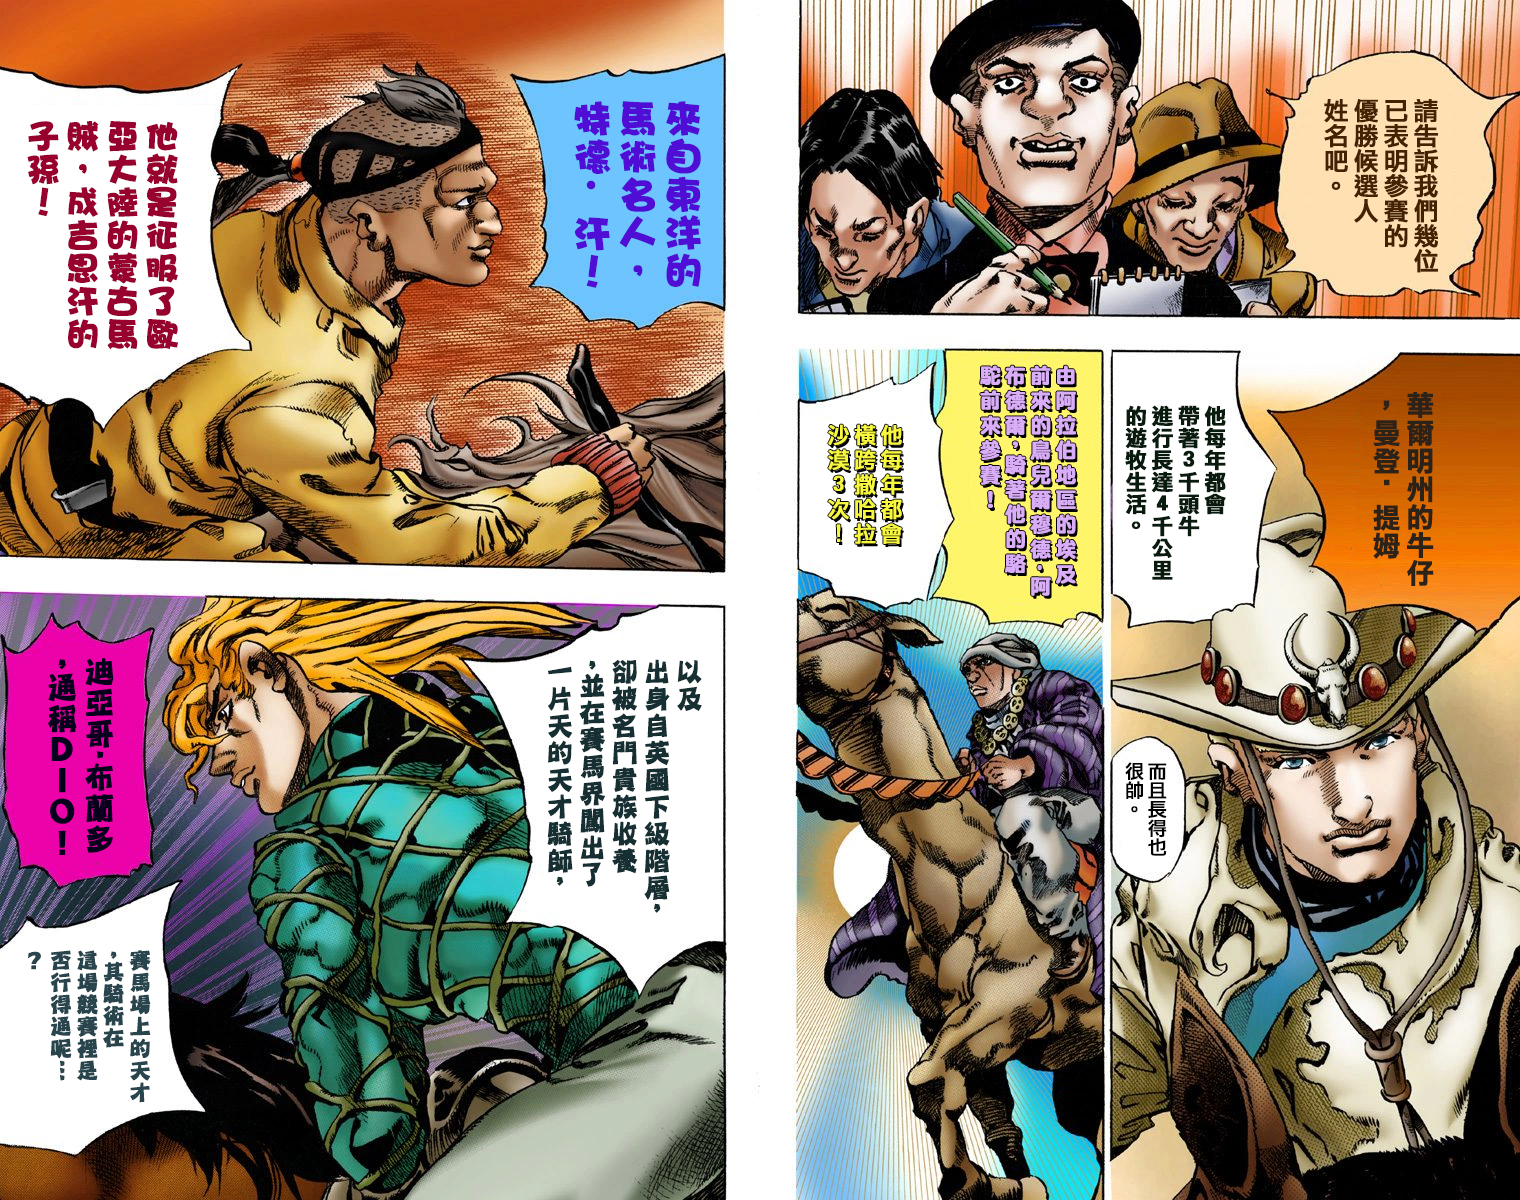 請告訴我們幾位
已表明參賽的
優勝候選人
姓名吧。
華爾明州的牛仔
，曼登·提姆
他每年都會
帶著3千頭牛
進行長達4千公里
的遊牧生活。
而且長得也
很帥。
由阿拉伯地區的埃及
前來的烏兒爾穆德·阿
布德爾，騎著他的駱
駝前來參賽！
他每年都會
橫跨撒哈拉
沙漠3次！
來自東洋的
馬術名人，
特德·汗！
他就是征服了歐
亞大陸的蒙古馬
賊，成吉思汗的
子孫！
以及
出身自英國下級階層，
卻被名門貴族收養
，並在賽馬界闖出了
一片天的天才騎師，
迪亞哥·布蘭多
，通稱DIO！
賽馬場上的天才
，其騎術在
這場競賽裡是
否行得通呢…
？